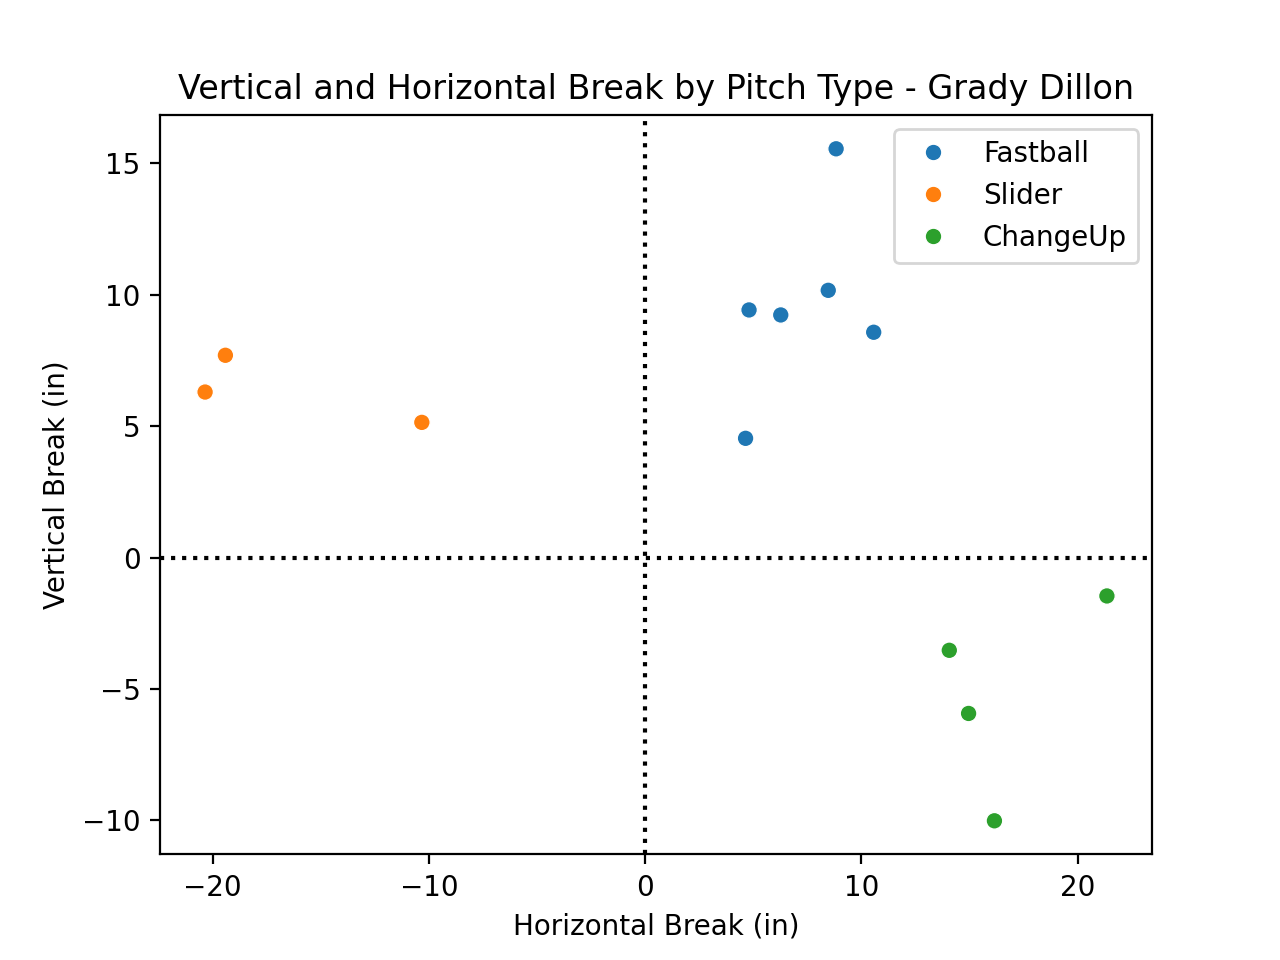 Vertical and Horizontal Break by Pitch Type - Grady Dillon
Fastball
Slider
ChangeUp
15
10
5
0
−5
−10
Vertical Break (in)
−20
−10
0
10
20
Horizontal Break (in)